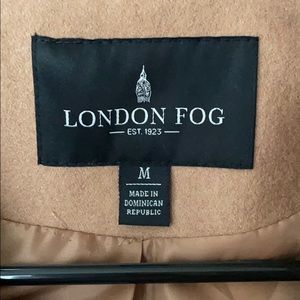 LONDON FOG
EST. 1923
M
MADE IN
DOMINICAN
REPUBLIC